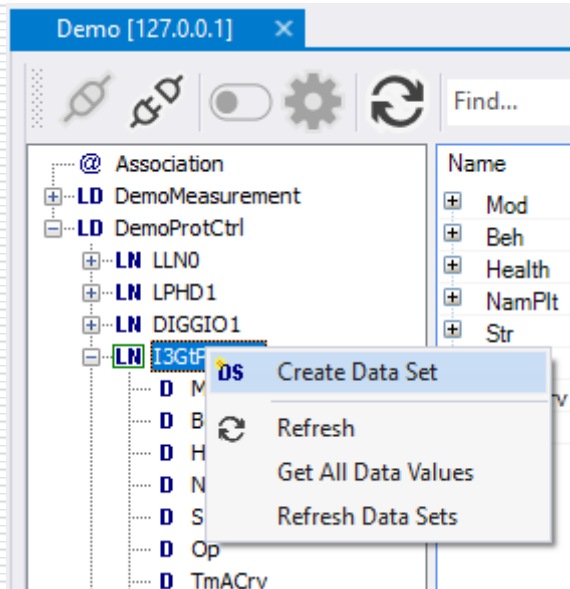 Demo [127.0.0.1] ×
Find...
@ Association
LD DemoMeasurement
LD DemoProtCtrl
LN LLN0
LN LPHD1
LN DIGGIO1
LN
D M
D B
D H
D N
D S
D Op
D TmACrv
DS Create Data Set
Refresh
Get All Data Values
Refresh Data Sets
Name
Mod
Beh
Health
NamPlt
Str